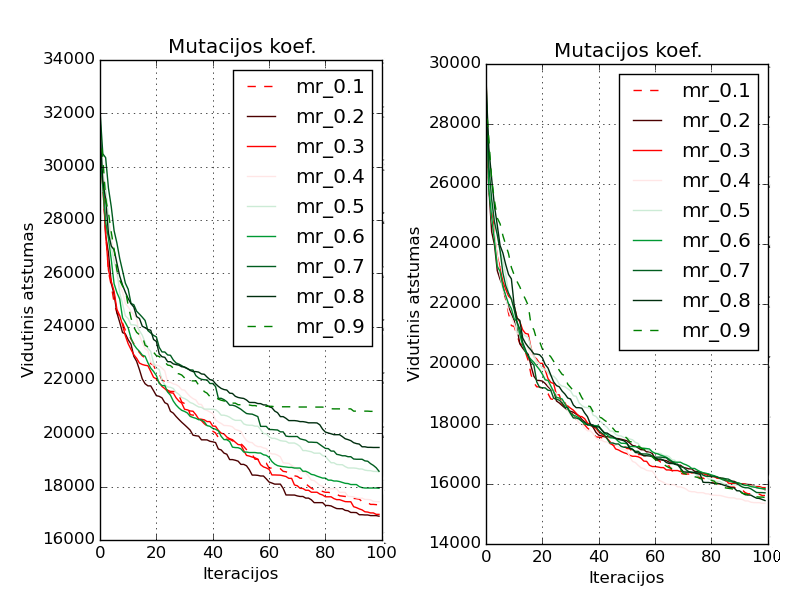 Mutacijos koef.
34000
32000
30000
28000
26000
24000
22000
20000
18000
16000
Vidutinis atstumas
mr_0.1
mr_0.2
mr_0.3
mr_0.4
mr_0.5
mr_0.6
mr_0.7
mr_0.8
mr_0.9
0 20 40 60 80 100
Iteracijos
Mutacijos koef.
30000
28000
26000
24000
22000
20000
18000
16000
14000
Vidutinis atstumas
mr_0.1
mr_0.2
mr_0.3
mr_0.4
mr_0.5
mr_0.6
mr_0.7
mr_0.8
mr_0.9
0 20 40 60 80 100
Iteracijos